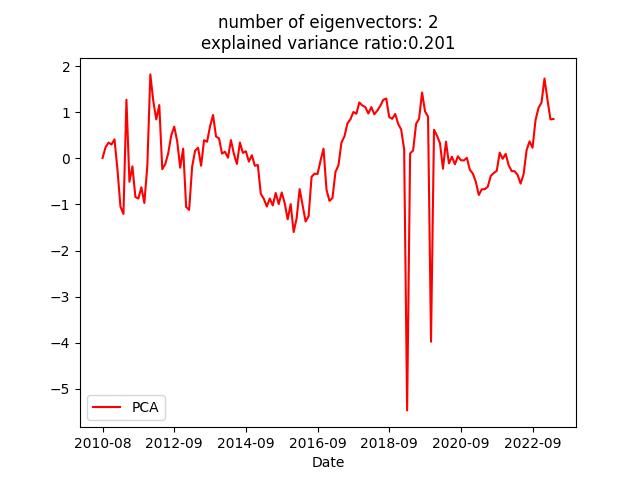 number of eigenvectors: 2
explained variance ratio:0.201
2
1
0
−1
−2
−3
−4
−5
PCA
2010-08 2012-09 2014-09 2016-09 2018-09 2020-09 2022-09
Date